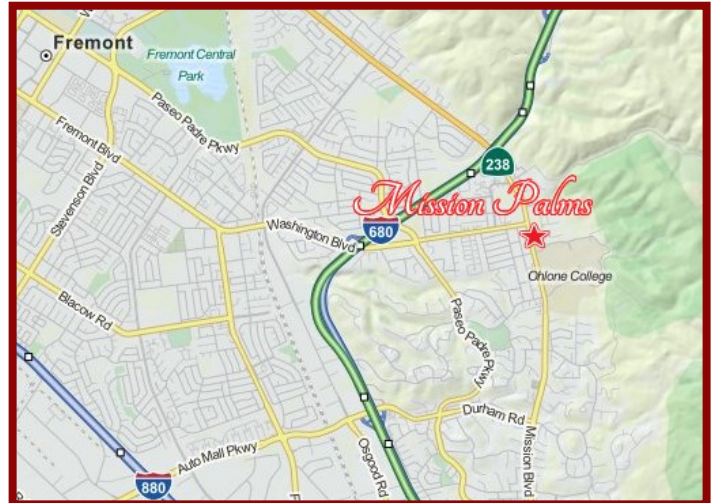 Fremont
Fremont Central
Park
Paseo Padre Pkwy
Fremont Blvd
Stevenson Blvd
238
Mission Palms
680
Washington Blvd
Ohlone College
Blacow Rd
Paseo Padre Pkwy
Durham Rd
Mission Blvd
Auto Mall Pkwy
Osgood Rd
880